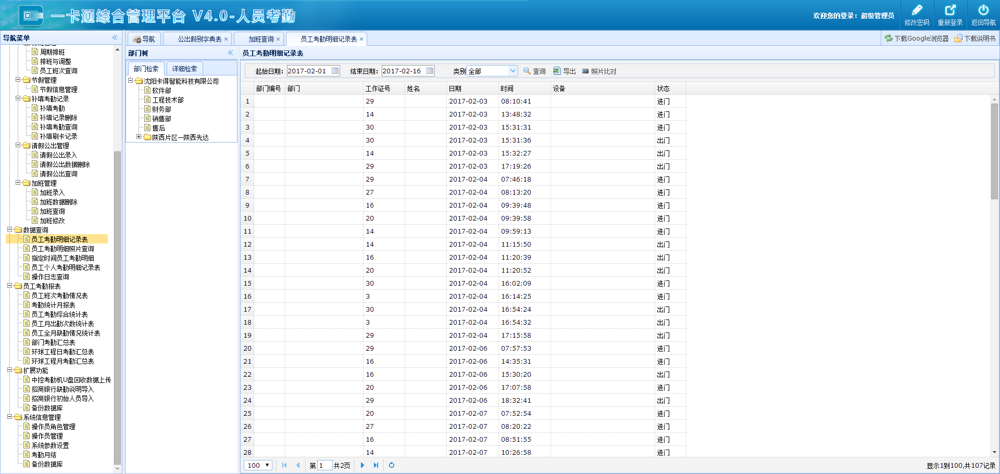 一卡通综合管理平台 V4.0-人员考勤
欢迎您的登录：超级管理员
修改密码 重新登录 返回导航
导航菜单
导航 公出假别字典表 加班查询 员工考勤明细记录表
下载Google浏览器 下载说明书
周期排班
排班与调整
员工班次查询
节假管理
节假信息管理
补填考勤记录
补填考勤
补填记录删除
补填考勤查询
补填刷卡记录
请假公出管理
请假公出录入
请假公出数据删除
请假公出查询
加班管理
加班录入
加班数据删除
加班查询
加班修改
数据查询
员工考勤明细记录表
员工考勤明细照片查询
指定时间员工考勤明细
员工个人考勤明细记录表
操作日志查询
员工考勤报表
员工班次考勤情况表
考勤统计月报表
员工考勤综合统计表
员工月出勤次数统计表
员工全月缺勤情况统计表
部门考勤汇总表
环球工程日考勤汇总表
环球工程月考勤汇总表
扩展功能
中控考勤机U盘回收数据上传
招商银行缺勤说明导入
招商银行初始人员导入
备份数据库
系统信息管理
操作员角色管理
操作员管理
系统参数设置
考勤月结
备份数据库
部门树
部门检索 详细检索
沈阳卡得智能科技有限公司
软件部
工程技术部
财务部
销售部
售后
陕西片区—陕西先达
员工考勤明细记录表
起始日期： 2017-02-01 结束日期： 2017-02-16 类别 全部 查询 导出 照片比对
部门编号 部门 工作证号 姓名 日期 时间 设备 状态
1 29 2017-02-03 08:10:41 进门
2 14 2017-02-03 13:48:32 进门
3 30 2017-02-03 15:31:31 进门
4 30 2017-02-03 15:31:36 出门
5 14 2017-02-03 15:32:27 出门
6 29 2017-02-03 17:19:26 出门
7 29 2017-02-04 07:46:18 进门
8 27 2017-02-04 08:13:20 进门
9 16 2017-02-04 09:39:48 进门
10 20 2017-02-04 09:39:58 进门
11 14 2017-02-04 09:59:13 进门
12 14 2017-02-04 11:15:50 出门
13 16 2017-02-04 11:20:39 出门
14 20 2017-02-04 11:20:52 出门
15 30 2017-02-04 16:02:09 进门
16 3 2017-02-04 16:14:25 进门
17 30 2017-02-04 16:54:24 出门
18 3 2017-02-04 16:54:32 出门
19 29 2017-02-04 17:15:58 出门
20 29 2017-02-06 07:57:53 进门
21 16 2017-02-06 14:35:31 进门
22 16 2017-02-06 15:30:20 出门
23 20 2017-02-06 17:07:58 进门
24 29 2017-02-06 18:32:41 出门
25 20 2017-02-07 07:52:54 进门
26 27 2017-02-07 08:20:22 进门
27 16 2017-02-07 08:51:55 进门
28 14 2017-02-07 10:26:58 进门
100 第 1 共2页 显示1到100,共107记录